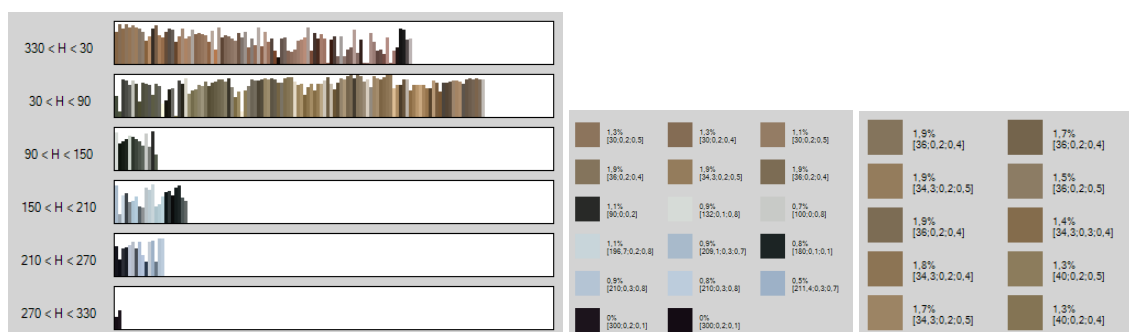 330 < H < 30
30 < H < 90
90 < H < 150
150 < H < 210
210 < H < 270
270 < H < 330
1,3% 1,3% 1,1%
[30;0,2;0,5] [30;0,2;0,4] [30;0,2;0,5]
1,9% 1,9% 1,9%
[36;0,2;0,4] [34,3;0,2;0,5] [36;0,2;0,4]
1,1% 0,9% 0,7%
[90;0;0,2] [132;0,1;0,8] [100;0;0,8]
1,1% 0,9% 0,8%
[196,7;0,2;0,8] [209,1;0,3;0,7] [180;0,1;0,1]
0,9% 0,8% 0,5%
[210;0,3;0,8] [210;0,3;0,8] [211,4;0,3;0,7]
0% 0%
[300;0,2;0,1] [300;0,2;0,1]
1,9% 1,7%
[36;0,2;0,4] [36;0,2;0,4]
1,9% 1,5%
[34,3;0,2;0,5] [36;0,2;0,5]
1,9% 1,4%
[36;0,2;0,4] [34,3;0,3;0,4]
1,8% 1,3%
[34,3;0,2;0,4] [40;0,2;0,5]
1,7% 1,3%
[34,3;0,2;0,5] [40;0,2;0,4]